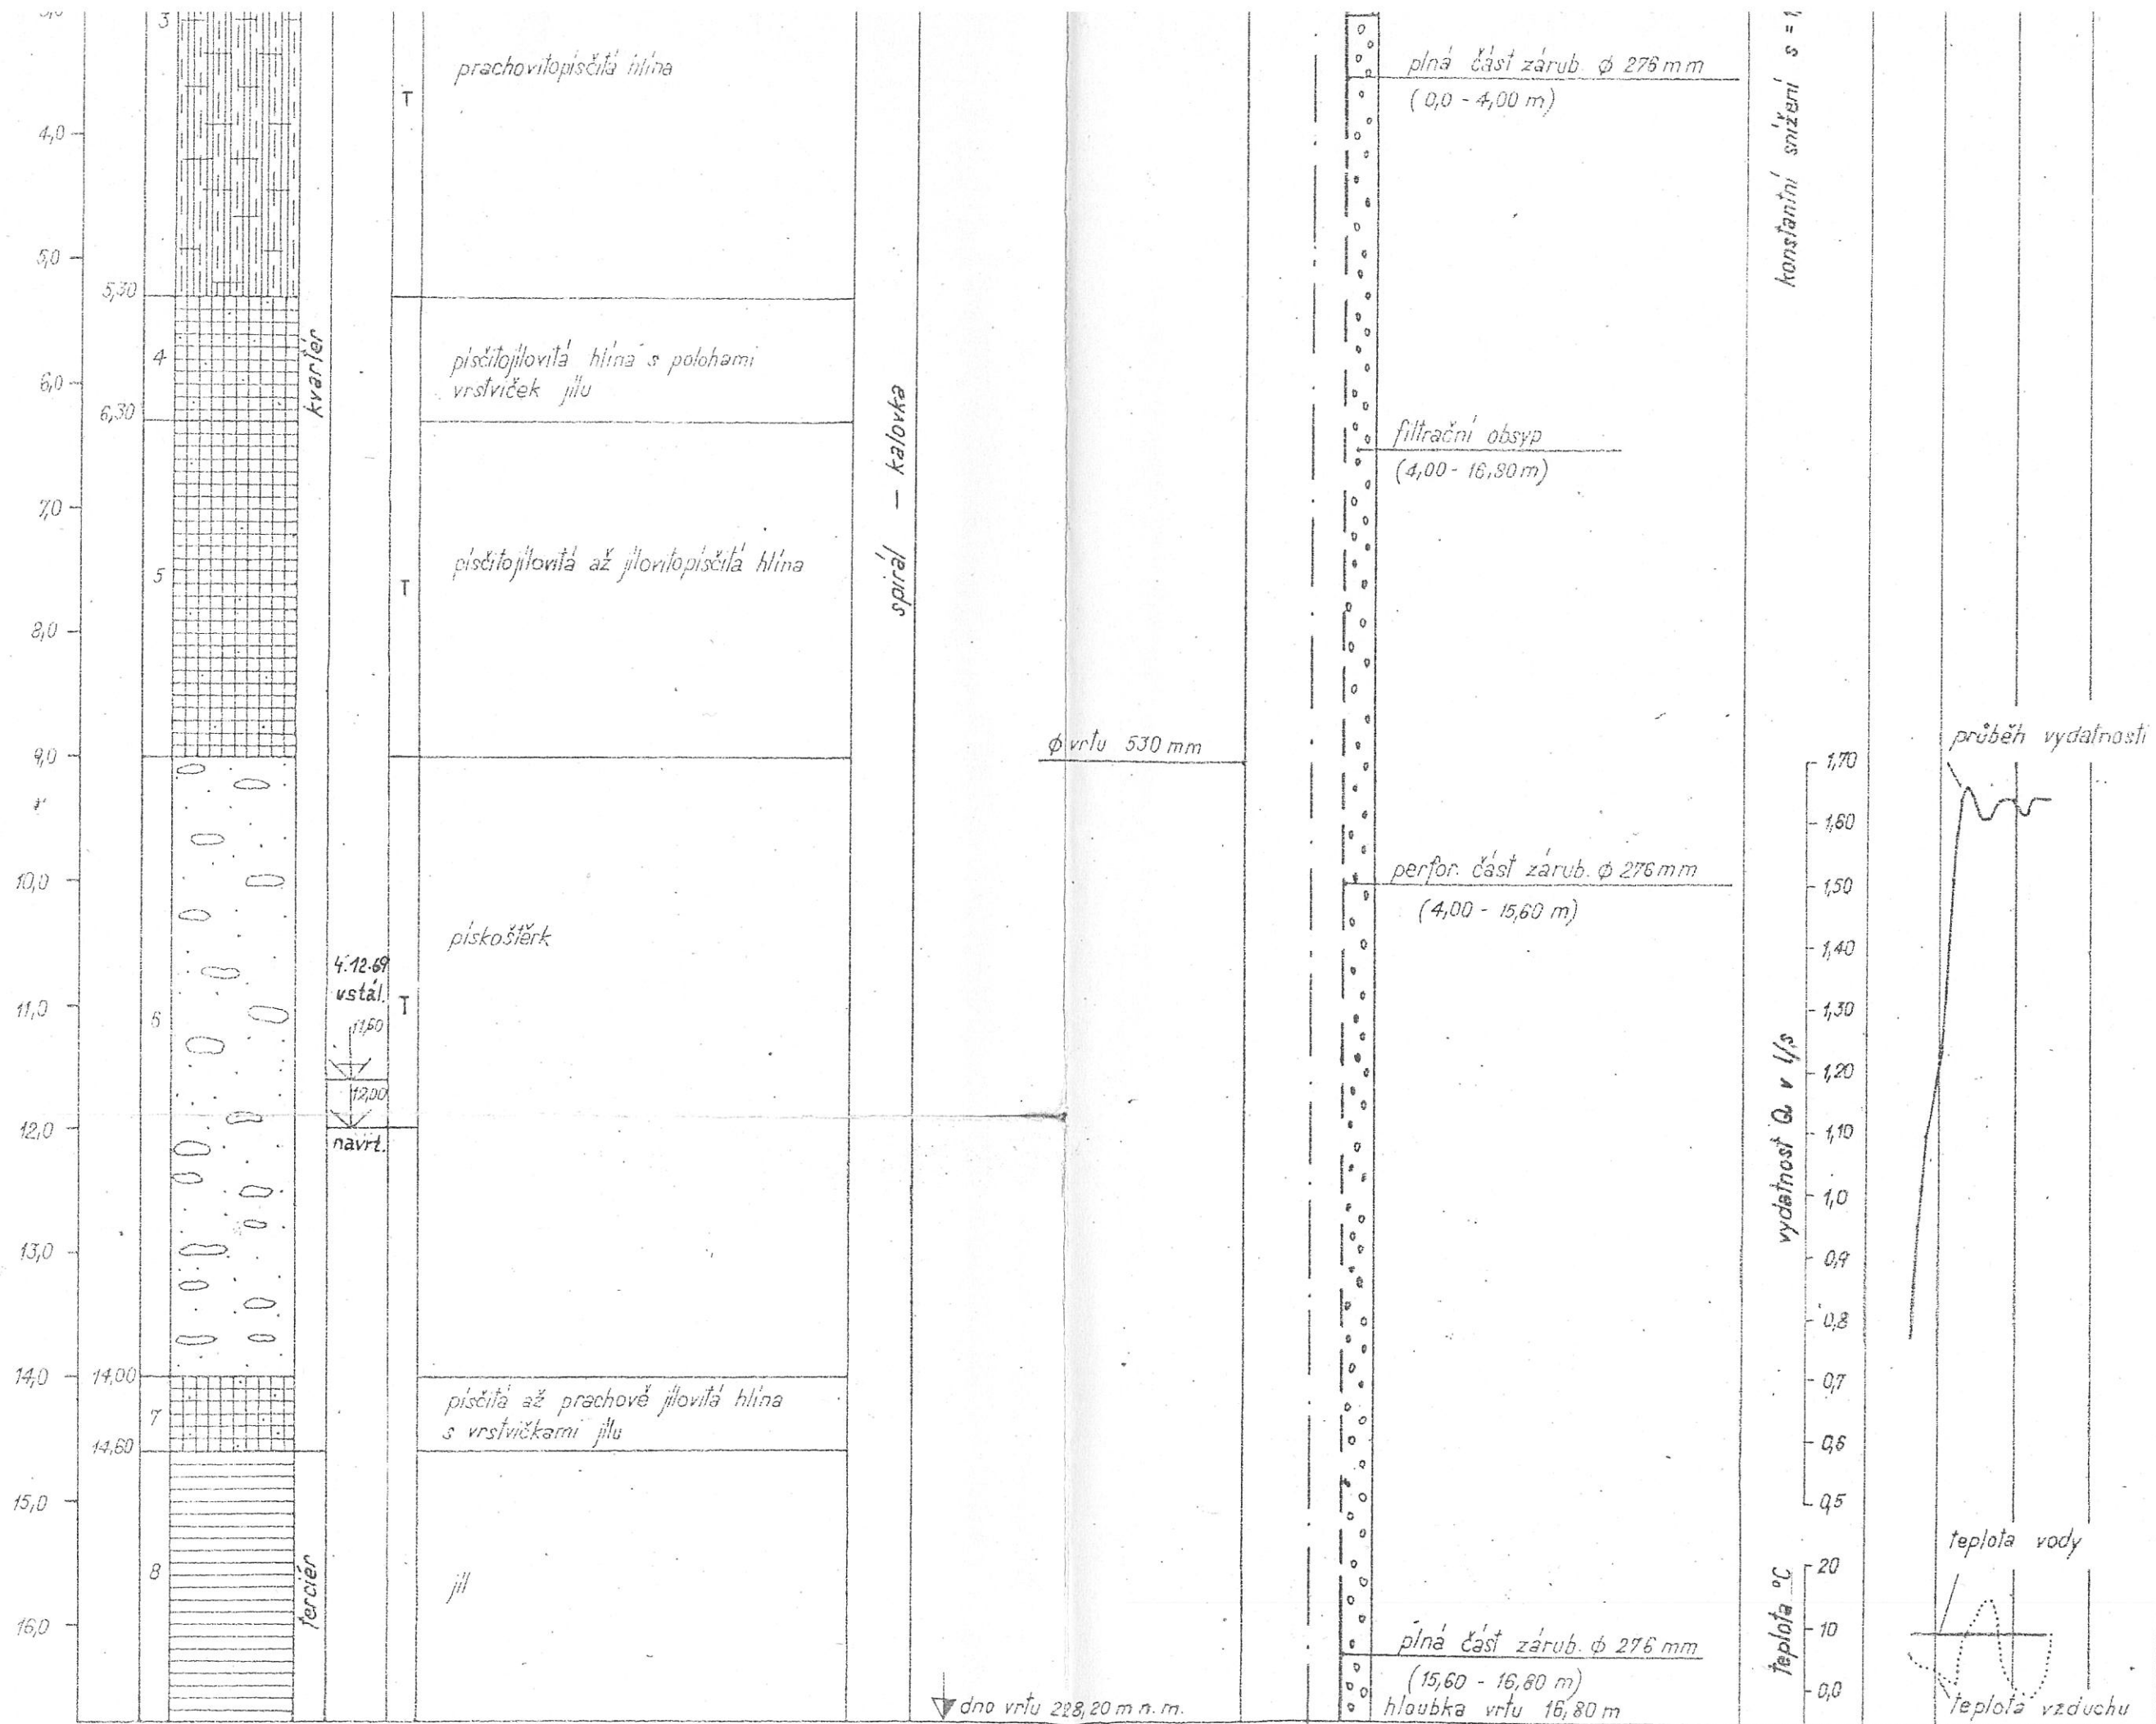 3
prachovitopísčitá hlína
T
plná část zárub. ϕ 276 mm
(0,0 - 4,00 m)
konstantní snížení s = 1,
4,0
5,0
5,30
4
kvartér
písčitojílovitá hlína s polohami
vrstviček jílu
6,0
6,30
spirál — kalovka
filtrační obsyp
(4,00 - 16,80 m)
7,0
5
T
písčitojílovitá až jílovitopísčitá hlína
8,0
9,0
ϕ vrtu 530 mm
průběh vydatnosti
1,70
1,60
10,0
perfor. část zárub. ϕ 276 mm
(4,00 - 15,60 m)
1,50
pískoštěrk
1,40
4.12.69
vstál.
11,60
T
11,0
6
1,30
vydatnost Q v l/s
1,20
12,00
12,0
navrt.
1,10
1,0
13,0
0,9
0,8
14,0
14,00
0,7
písčitá až prachově jílovitá hlína
s vrstvičkami jílu
7
14,60
0,6
15,0
0,5
teplota vody
8
terciér
jíl
teplota °C
20
16,0
10
plná část zárub. ϕ 276 mm
(15,60 - 16,80 m)
0,0
dno vrtu 228,20 m n. m.
hloubka vrtu 16,80 m
teplota vzduchu